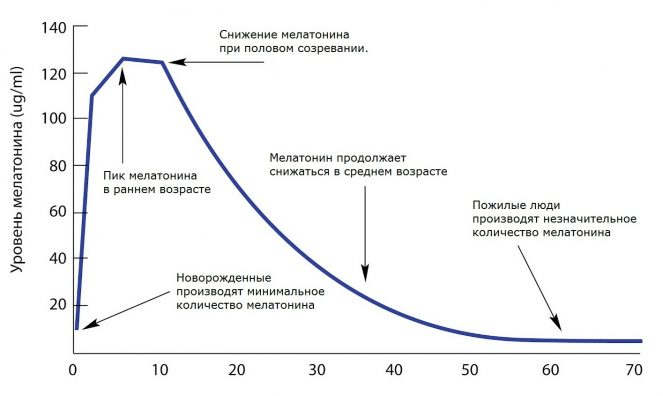 140
120
100
80
60
40
20
Уровень мелатонина (ug/ml)
Снижение мелатонина
при половом созревании.
Пик мелатонина
в раннем возрасте
Мелатонин продолжает
снижаться в среднем возрасте
Пожилые люди
производят незначительное
количество мелатонина
Новорожденные
производят минимальное
количество мелатонина
0 10 20 30 40 50 60 70